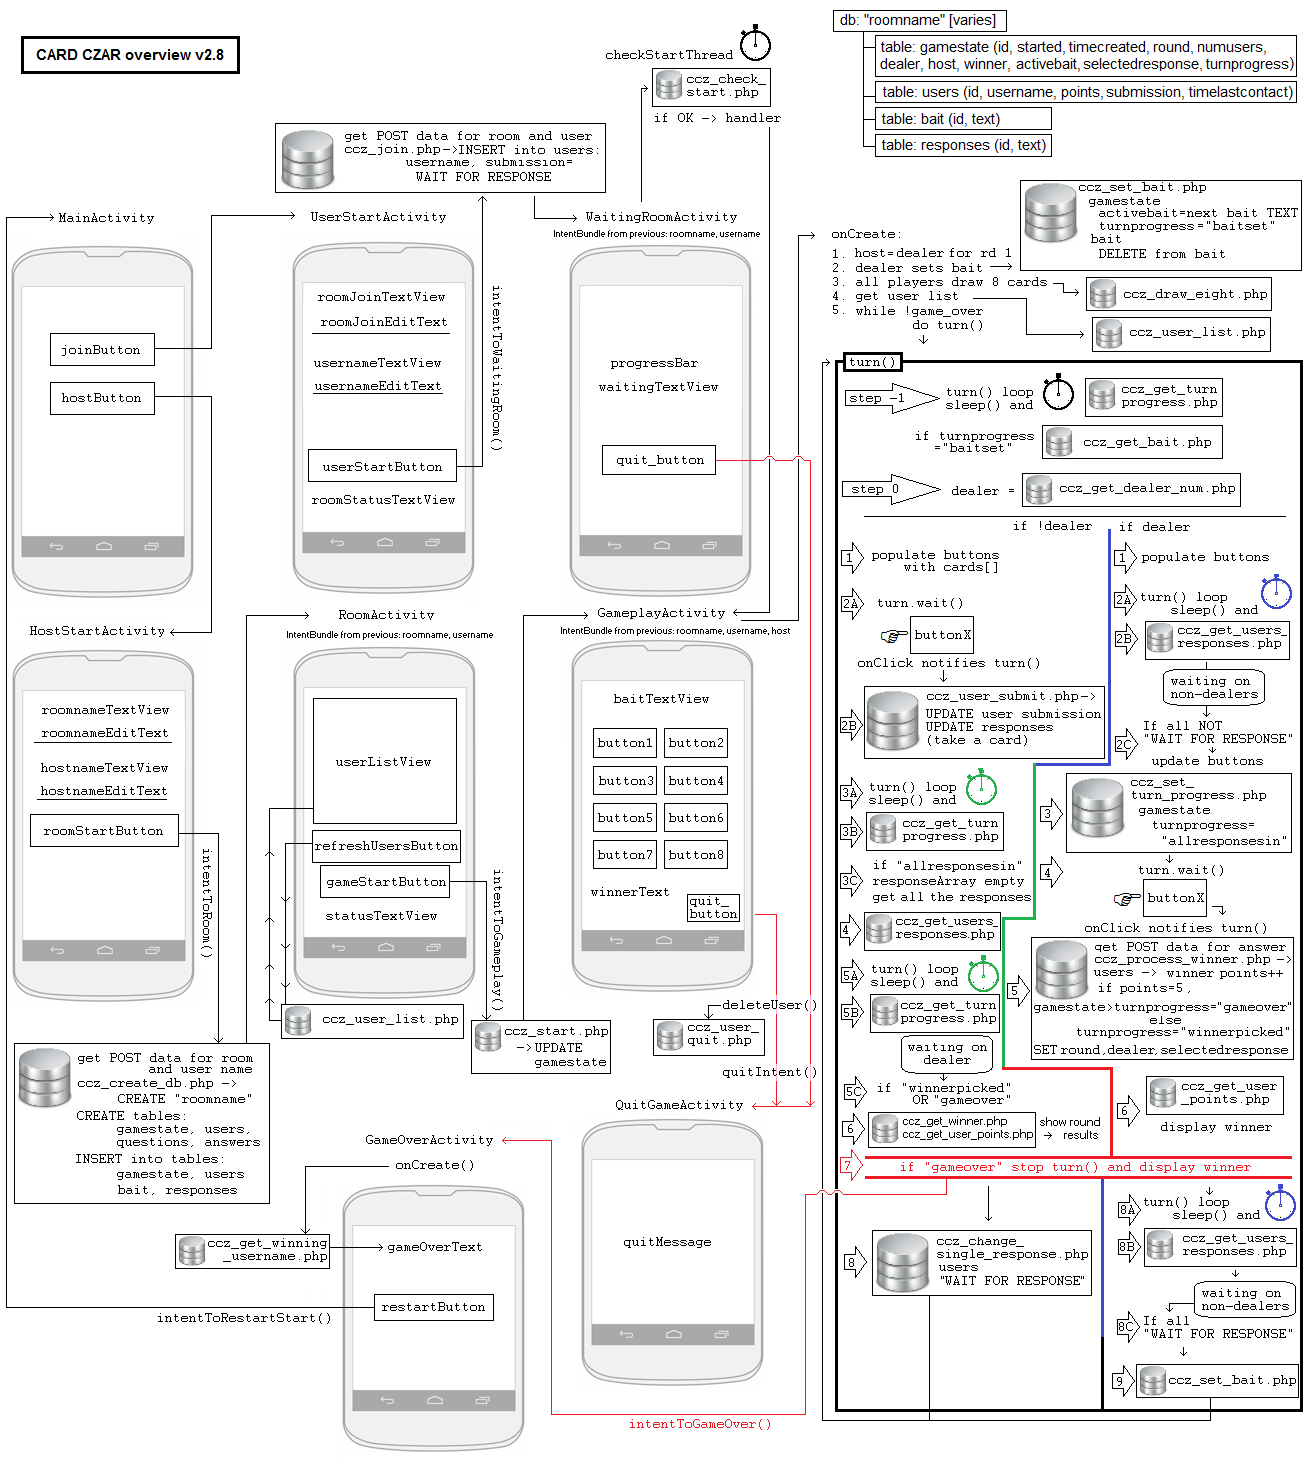 CARD CZAR overview v2.8
checkStartThread
ccz_check_
start.php
if OK -> handler
db: "roomname" [varies]
table: gamestate (id, started, timecreated, round, numusers,
dealer, host, winner, activebait, selectedresponse, turnprogress)
table: users (id, username, points, submission, timelastcontact)
table: bait (id, text)
table: responses (id, text)
get POST data for room and user
ccz_join.php->INSERT into users:
username, submission=
WAIT FOR RESPONSE
MainActivity
joinButton
hostButton
UserStartActivity
roomJoinTextView
roomJoinEditText
usernameTextView
usernameEditText
userStartButton
roomStatusTextView
intentToWaitingRoom()
WaitingRoomActivity
IntentBundle from previous: roomname, username
progressBar
waitingTextView
quit_button
onCreate:
1. host=dealer for rd 1
2. dealer sets bait
3. all players draw 8 cards
4. get user list
5. while !game_over
do turn()
ccz_set_bait.php
gamestate
activebait=next bait TEXT
turnprogress="baitset"
bait
DELETE from bait
ccz_draw_eight.php
ccz_user_list.php
HostStartActivity
roomnameTextView
roomnameEditText
hostnameTextView
hostnameEditText
roomStartButton
intentToRoom()
RoomActivity
IntentBundle from previous: roomname, username
userListView
refreshUsersButton
gameStartButton
statusTextView
intentToGameplay()
ccz_user_list.php
ccz_start.php
->UPDATE
gamestate
GameplayActivity
IntentBundle from previous: roomname, username, host
baitTextView
button1 button2
button3 button4
button5 button6
button7 button8
winnerText
quit_
button
deleteUser()
ccz_user_
quit.php
quitIntent()
get POST data for room
and user name
ccz_create_db.php ->
CREATE "roomname"
CREATE tables:
gamestate, users,
questions, answers
INSERT into tables:
gamestate, users
bait, responses
GameOverActivity
onCreate()
ccz_get_winning
_username.php
gameOverText
restartButton
intentToRestartStart()
QuitGameActivity
quitMessage
intentToGameOver()
turn()
step -1
turn() loop
sleep() and
ccz_get_turn
progress.php
if turnprogress
="baitset"
ccz_get_bait.php
step 0
dealer =
ccz_get_dealer_num.php
if !dealer
1
populate buttons
with cards[]
2A
turn.wait()
buttonX
onClick notifies turn()
2B
ccz_user_submit.php->
UPDATE user submission
UPDATE responses
(take a card)
3A
turn() loop
sleep() and
3B
ccz_get_turn
progress.php
3C
if "allresponsesin"
responseArray empty
get all the responses
4
ccz_get_users_
responses.php
5A
turn() loop
sleep() and
5B
ccz_get_turn
progress.php
waiting on
dealer
5C
if "winnerpicked"
OR "gameover"
6
ccz_get_winner.php
ccz_get_user_points.php
show round
results
if dealer
1
populate buttons
2A
turn() loop
sleep() and
2B
ccz_get_users_
responses.php
waiting on
non-dealers
2C
If all NOT
"WAIT FOR RESPONSE"
update buttons
3
ccz_set_
turn_progress.php
gamestate
turnprogress=
"allresponsesin"
4
turn.wait()
buttonX
onClick notifies turn()
5
get POST data for answer
ccz_process_winner.php ->
users -> winner points++
if points=5,
gamestate>turnprogress="gameover"
else
turnprogress="winnerpicked"
SET round,dealer,selectedresponse
6
ccz_get_user
_points.php
display winner
7
if "gameover" stop turn() and display winner
8
ccz_change_
single_response.php
users
"WAIT FOR RESPONSE"
8A
turn() loop
sleep() and
8B
ccz_get_users_
responses.php
waiting on
non-dealers
8C
If all
"WAIT FOR RESPONSE"
9
ccz_set_bait.php